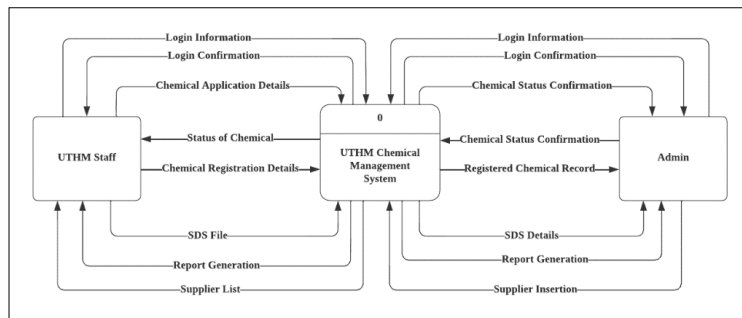 Login Information
Login Information
Login Confirmation
Login Confirmation
Chemical Application Details
Chemical Status Confirmation
0
Status of Chemical
Chemical Status Confirmation
UTHM Staff
UTHM Chemical
Management
System
Admin
Chemical Registration Details
Registered Chemical Record
SDS File
SDS Details
Report Generation
Report Generation
Supplier List
Supplier Insertion